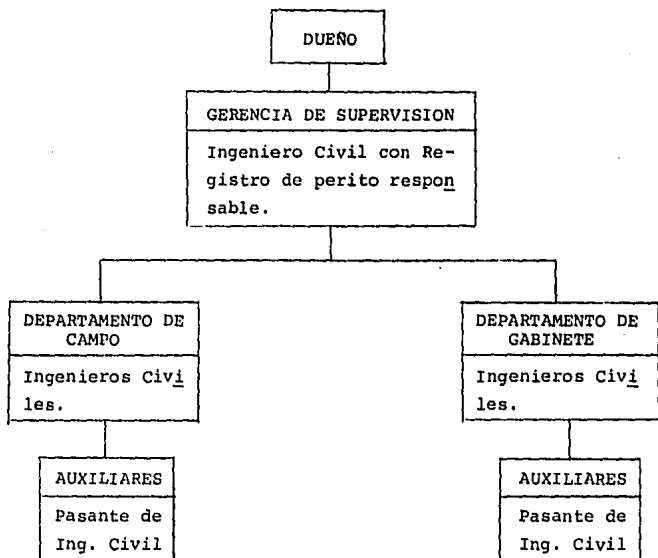 DUEÑO
GERENCIA DE SUPERVISION
Ingeniero Civil con Re-
gistro de perito respon
sable.
DEPARTAMENTO DE
CAMPO
Ingenieros Civi
les.
AUXILIARES
Pasante de
Ing. Civil
DEPARTAMENTO DE
GABINETE
Ingenieros Civi
les.
AUXILIARES
Pasante de
Ing. Civil